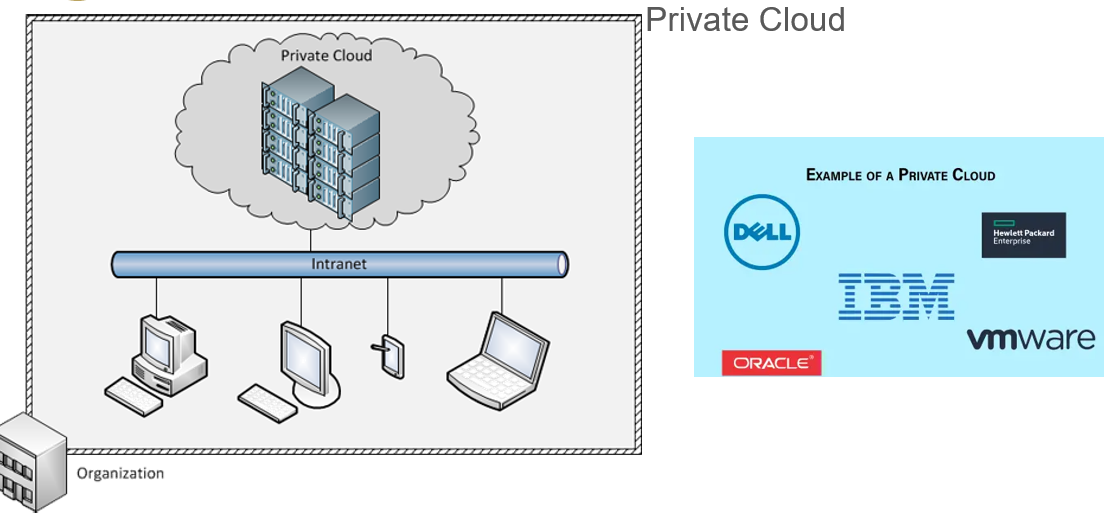 Private Cloud
Private Cloud
Intranet
Organization
EXAMPLE OF A PRIVATE CLOUD
DELL
Hewlett Packard
Enterprise
IBM
vmware
ORACLE®